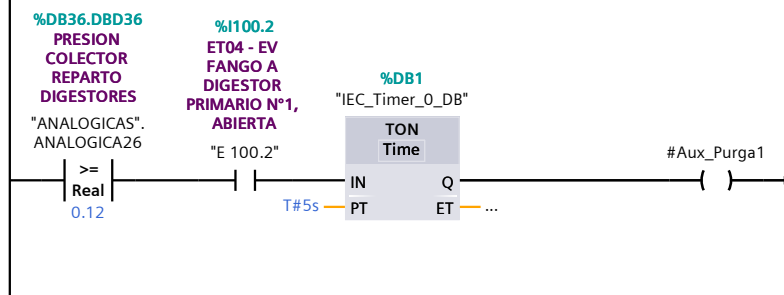 %DB36.DBD36
PRESION
COLECTOR
REPARTO
DIGESTORES
"ANALOGICAS".
ANALOGICA26
>=
Real
0.12
%I100.2
ET04 - EV
FANGO A
DIGESTOR
PRIMARIO Nº1,
ABIERTA
"E 100.2"
%DB1
"IEC_Timer_0_DB"
TON
Time
IN
Q
T#5s
PT
ET
...
#Aux_Purga1